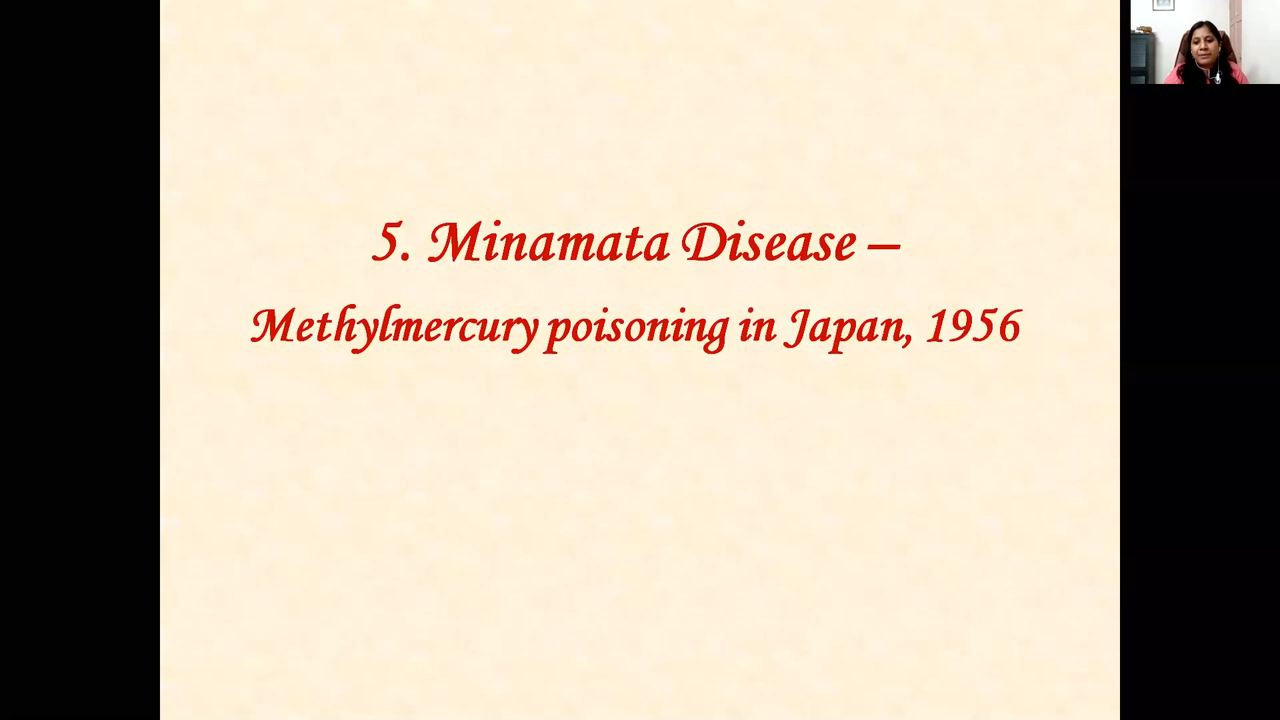 5. Minamata Disease –
Methylmercury poisoning in Japan, 1956